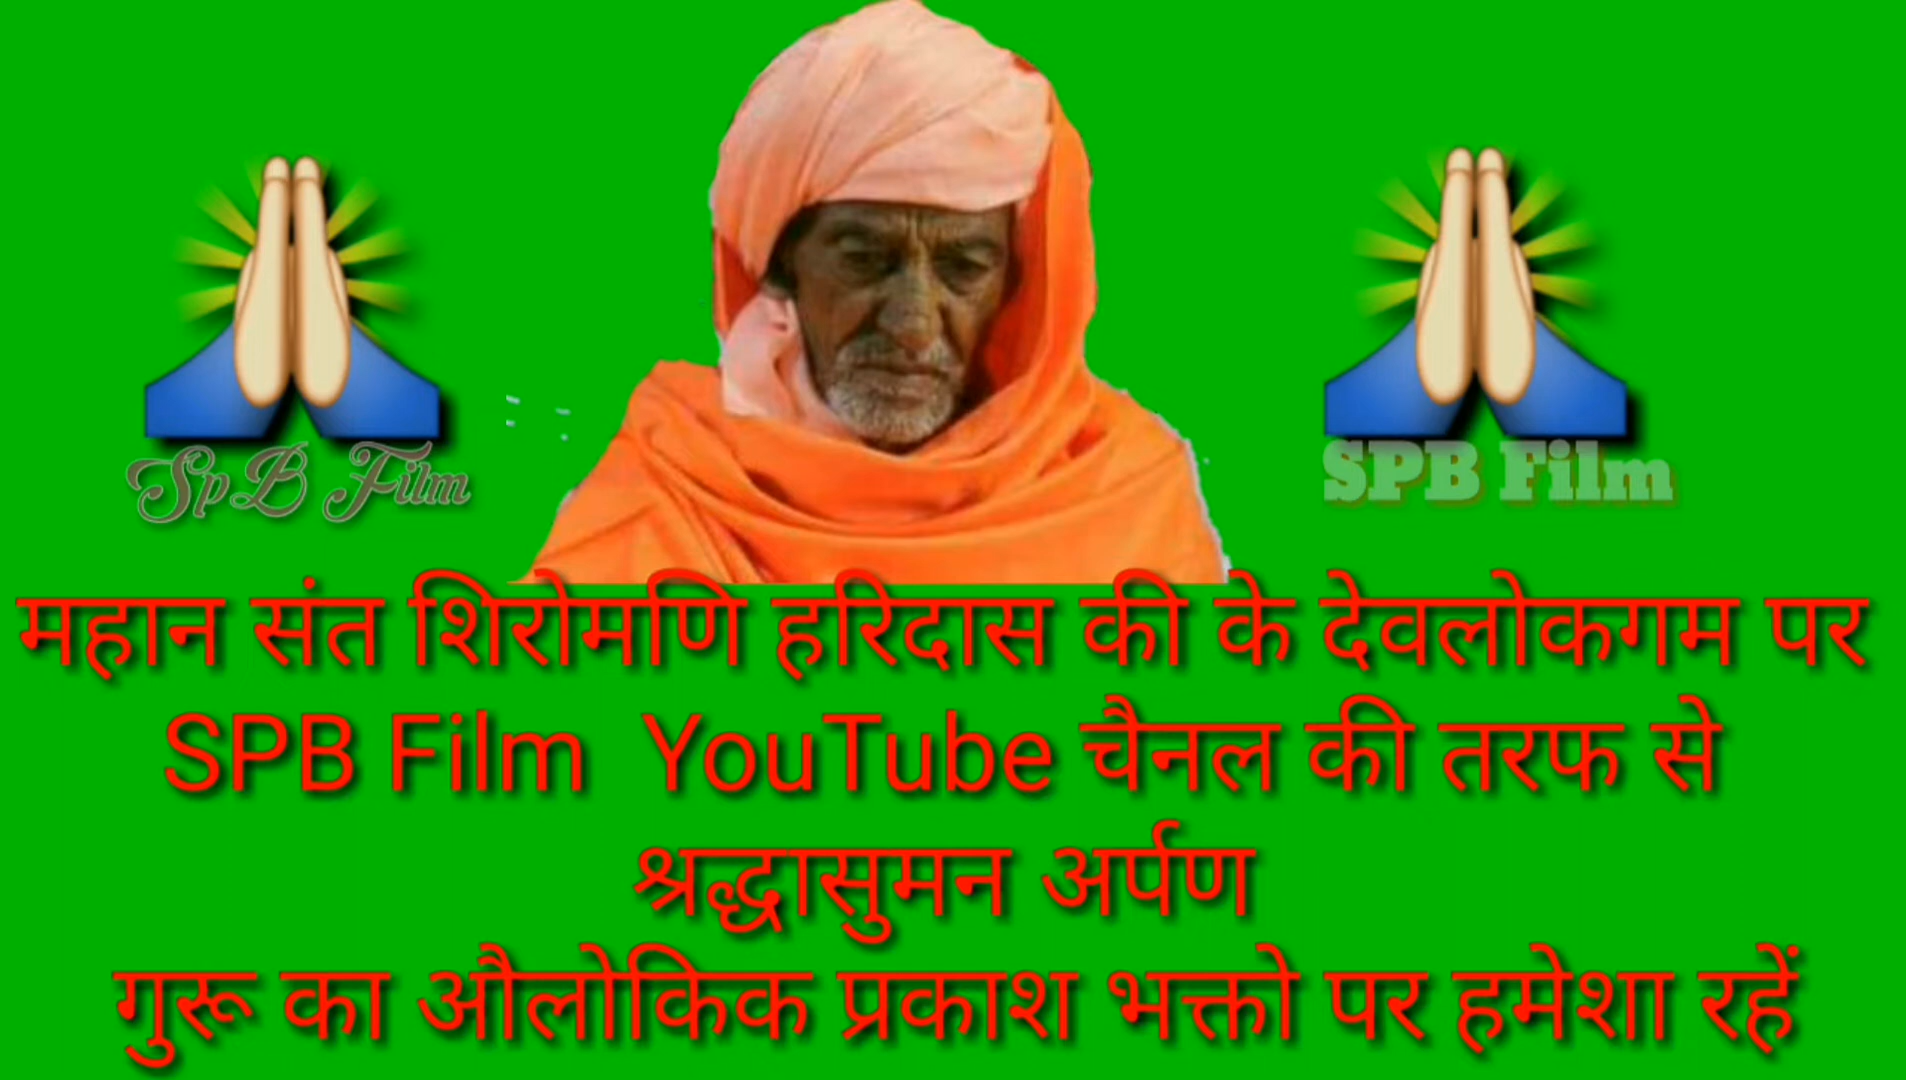 SpB Film
SPB Film
महान संत शिरोमणि हरिदास की के देवलोकगम पर
SPB Film YouTube चैनल की तरफ से
श्रद्धासुमन अर्पण
गुरू का औलोकिक प्रकाश भक्तो पर हमेशा रहें